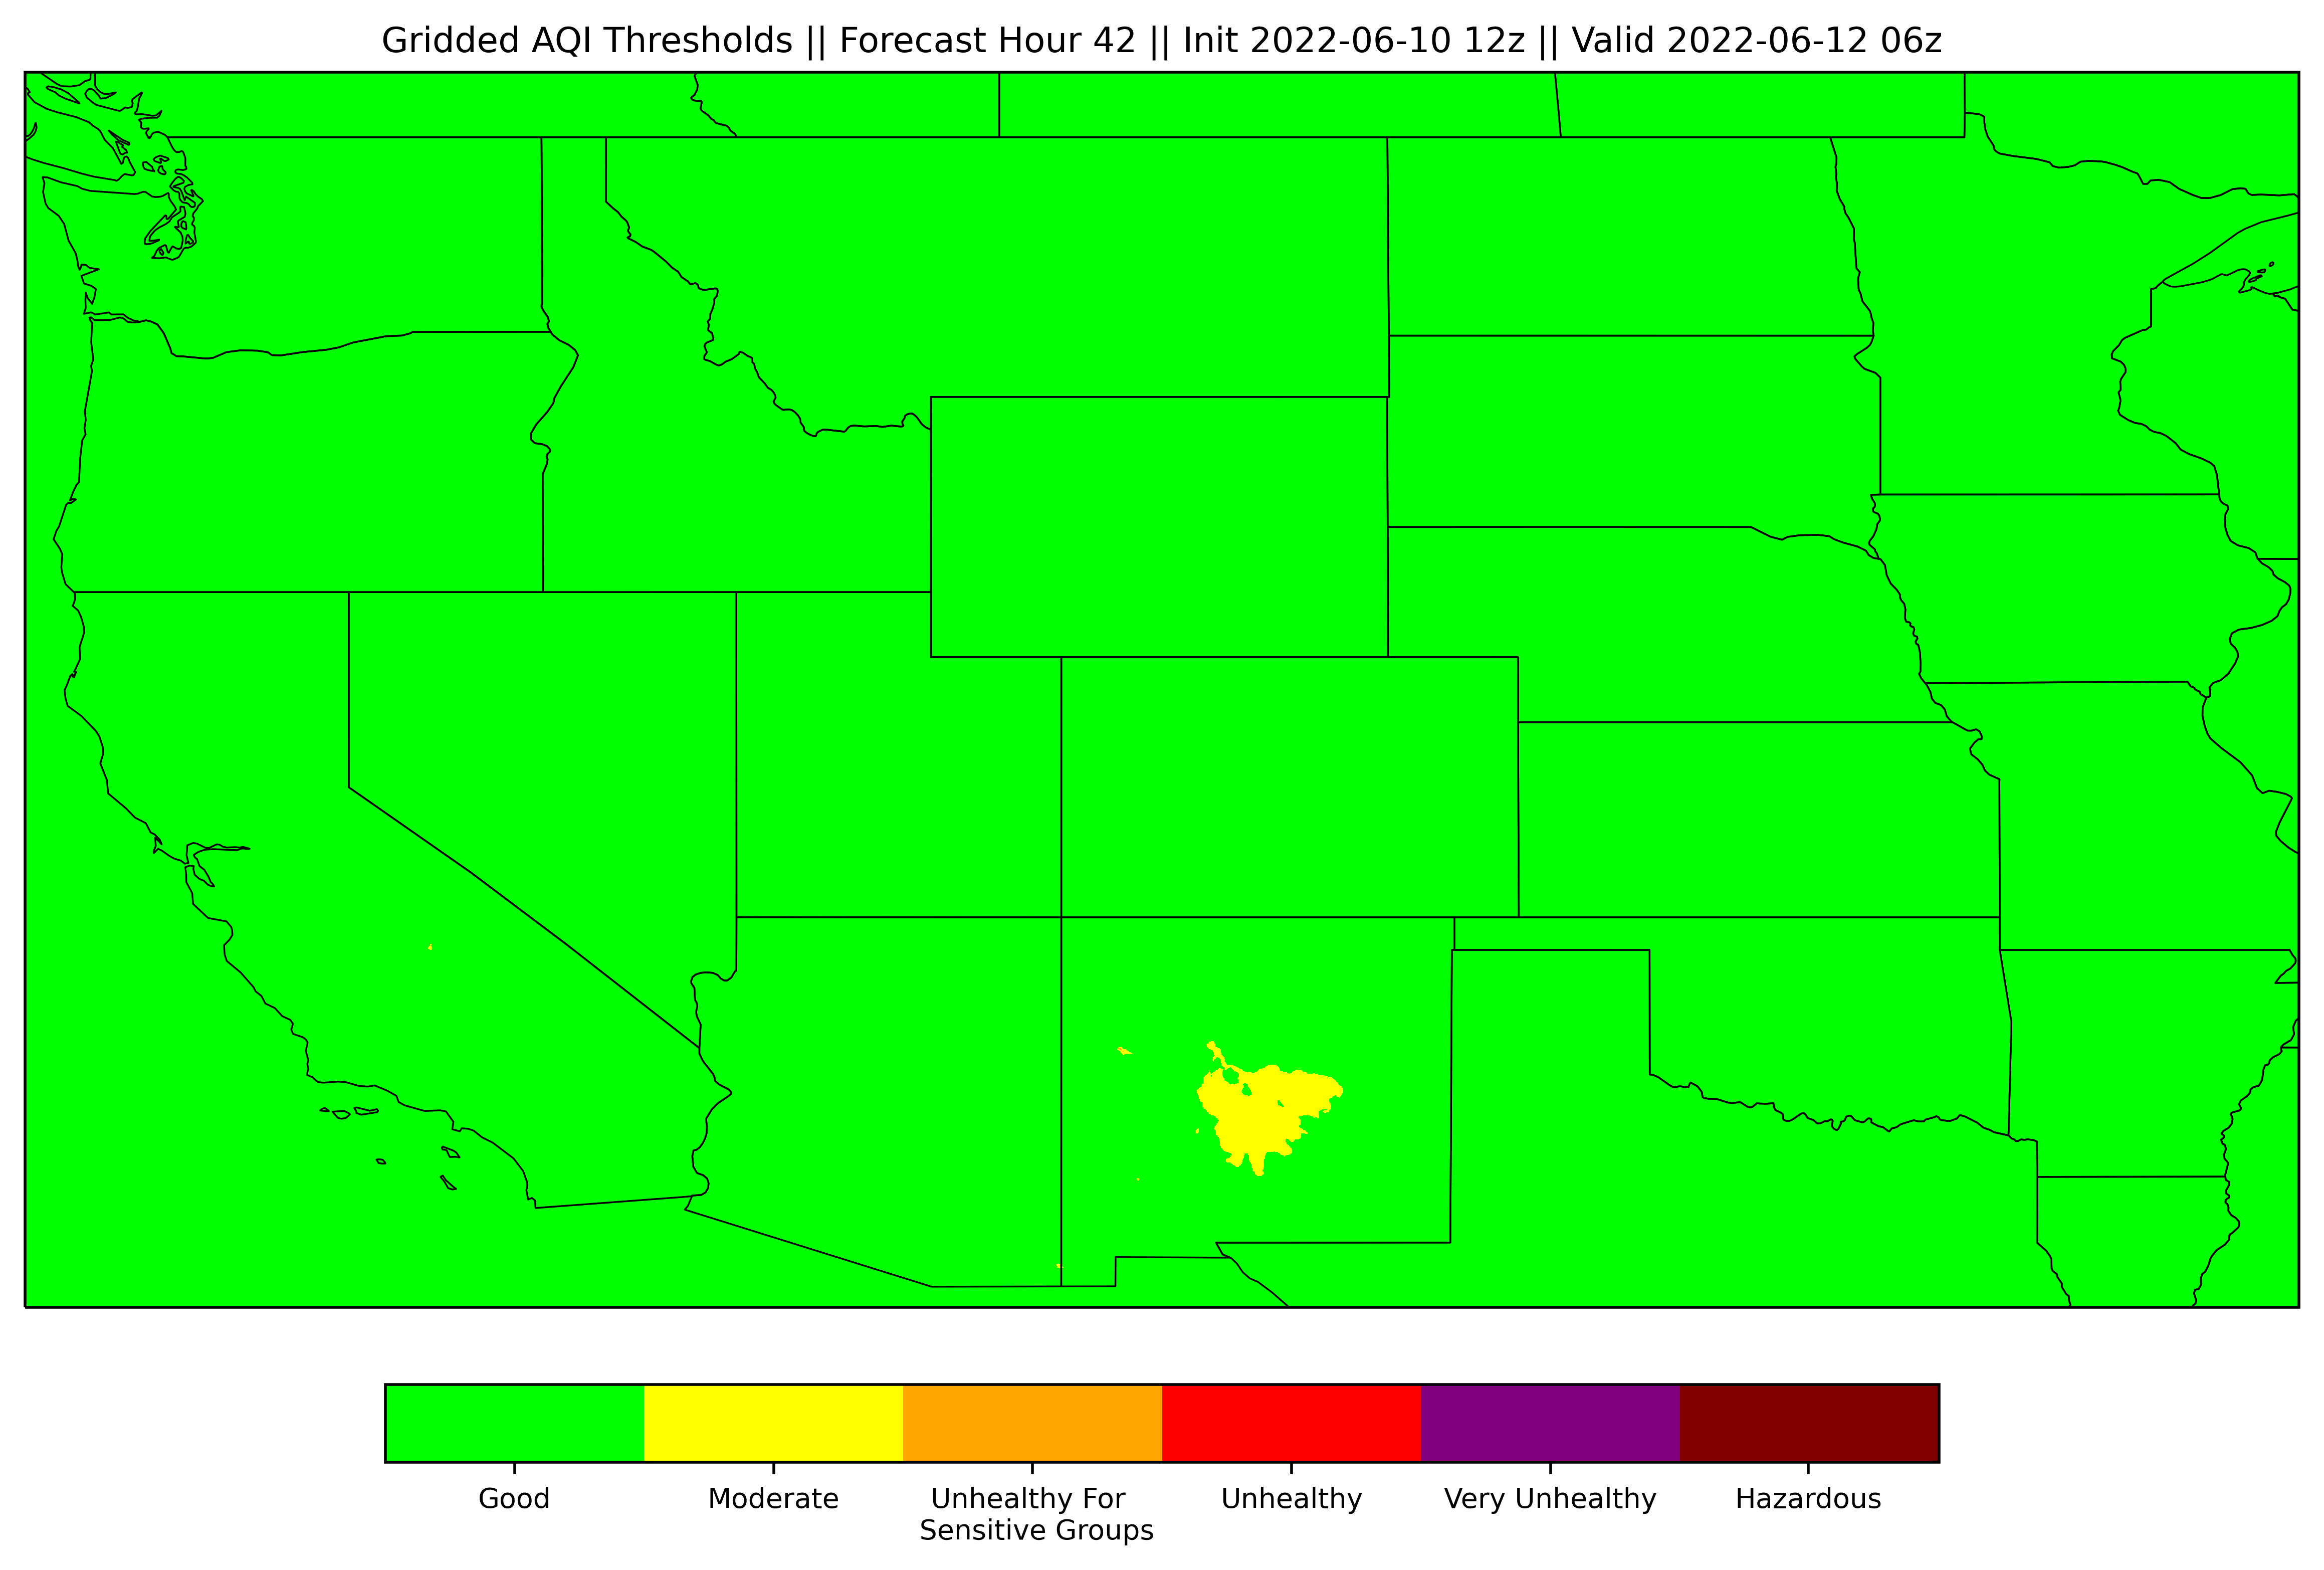 Gridded AQI Thresholds || Forecast Hour 42 || Init 2022-06-10 12z || Valid 2022-06-12 06z
Good
Moderate
Unhealthy For
Sensitive Groups
Unhealthy
Very Unhealthy
Hazardous